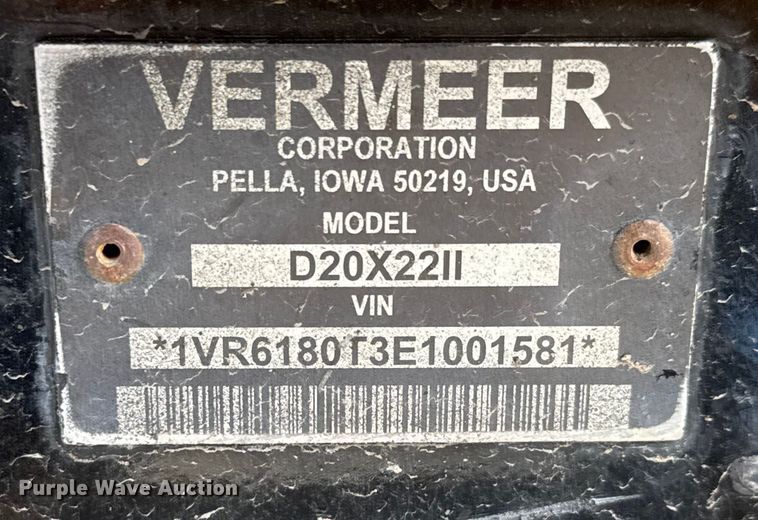 VERMEER
CORPORATION
PELLA, IOWA 50219, USA
MODEL
D20X22II
VIN
*1VR6180T3E1001581*
Purple Wave Auction